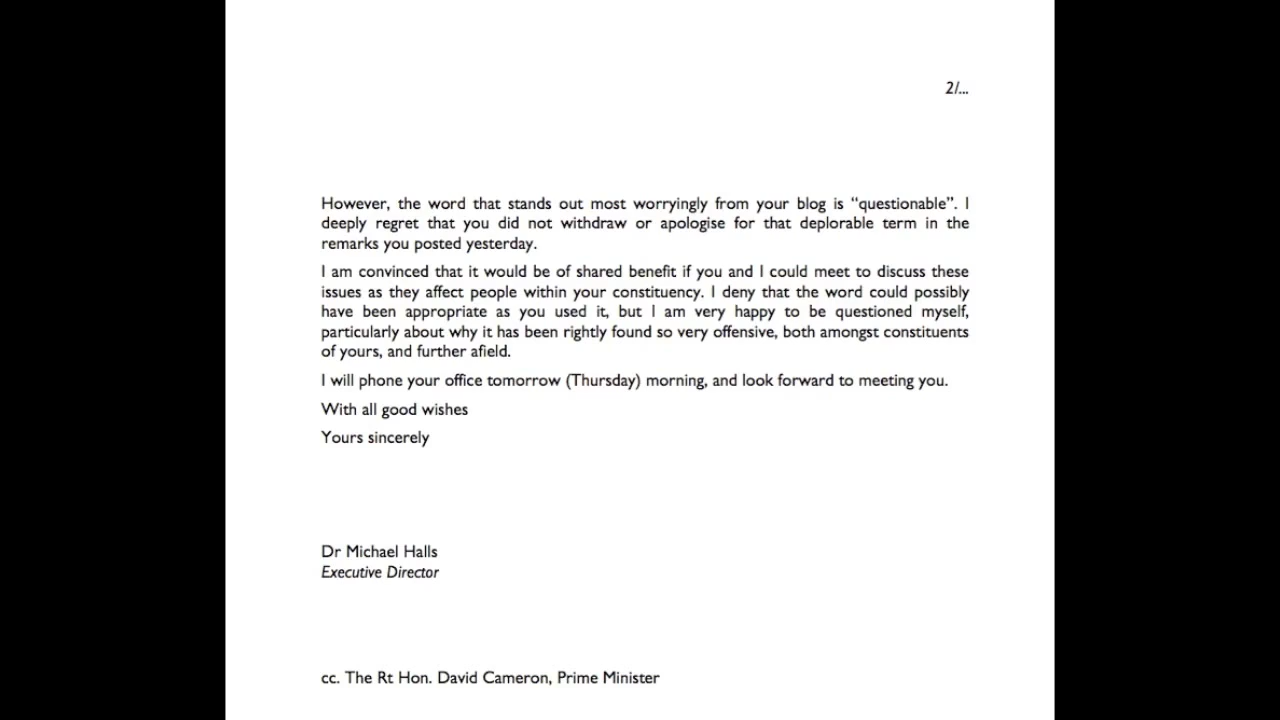 2/...
However, the word that stands out most worryingly from your blog is “questionable”. I
deeply regret that you did not withdraw or apologise for that deplorable term in the
remarks you posted yesterday.
I am convinced that it would be of shared benefit if you and I could meet to discuss these
issues as they affect people within your constituency. I deny that the word could possibly
have been appropriate as you used it, but I am very happy to be questioned myself,
particularly about why it has been rightly found so very offensive, both amongst constituents
of yours, and further afield.
I will phone your office tomorrow (Thursday) morning, and look forward to meeting you.
With all good wishes
Yours sincerely
Dr Michael Halls
Executive Director
cc. The Rt Hon. David Cameron, Prime Minister